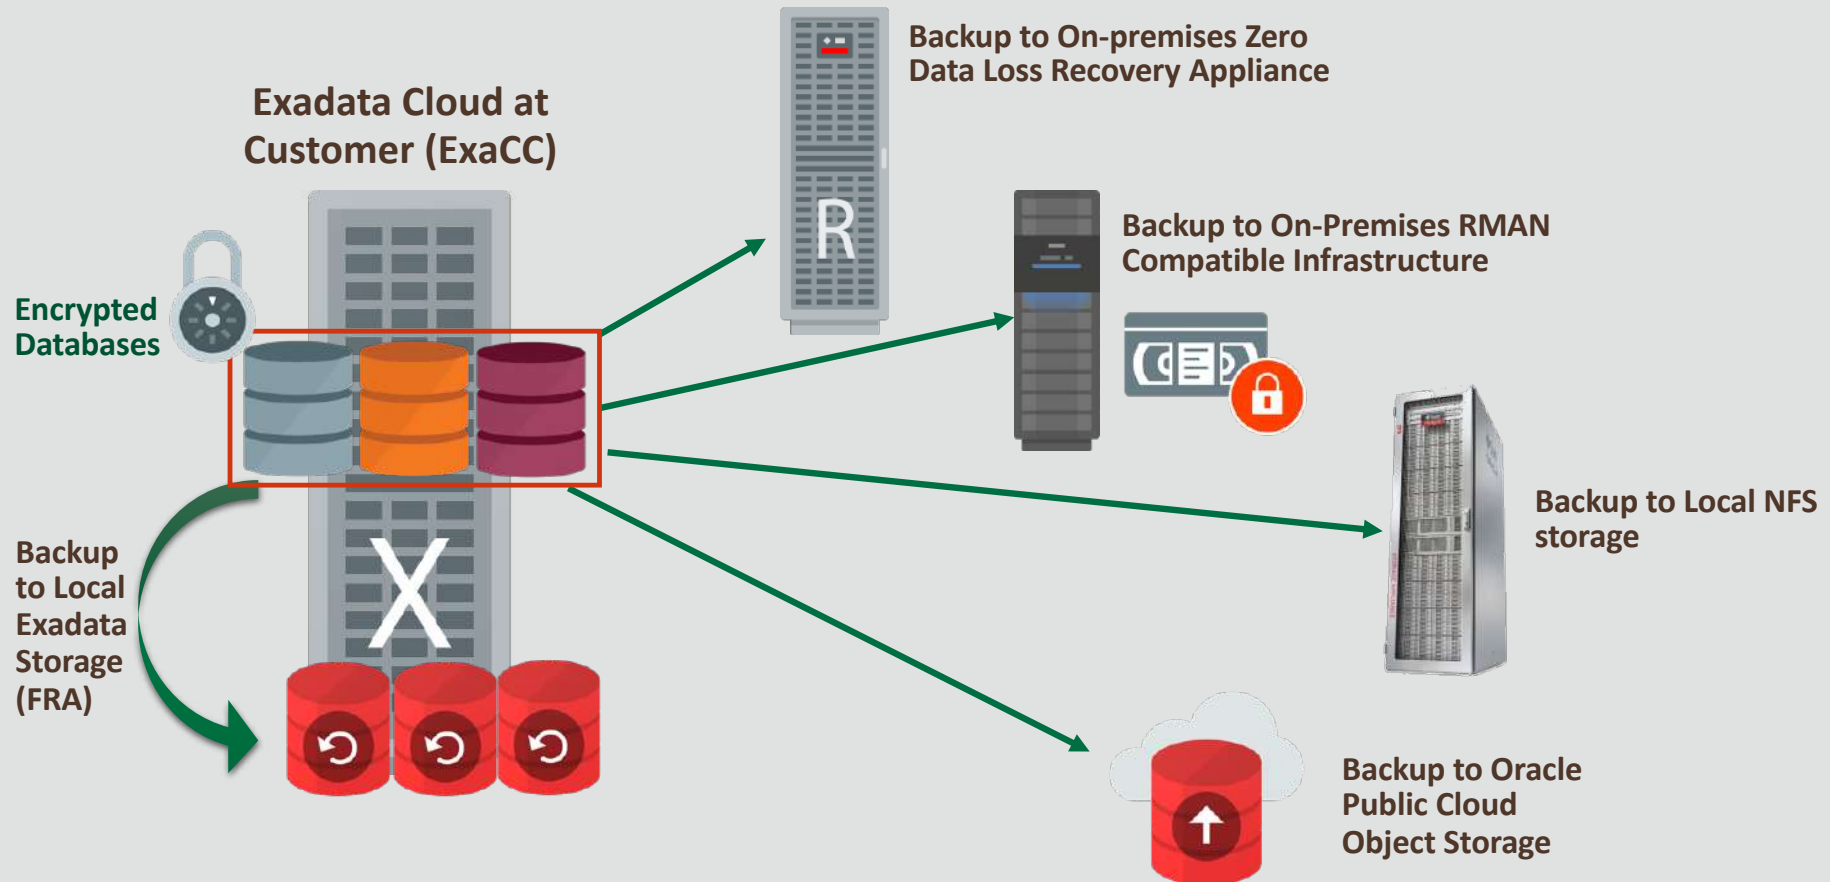 Backup to On-premises Zero
Data Loss Recovery Appliance
Exadata Cloud at
Customer (ExaCC)
R
Backup to On-Premises RMAN
Compatible Infrastructure
Encrypted
Databases
Backup to Local NFS
storage
Backup
to Local
Exadata
Storage
(FRA)
X
Backup to Oracle
Public Cloud
Object Storage